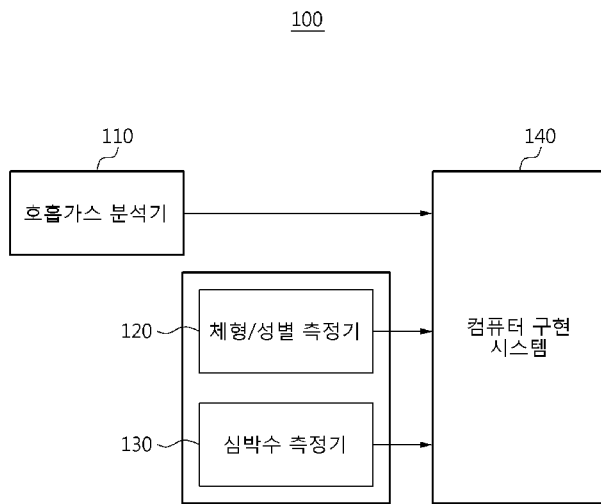 100
110
140
호흡가스 분석기
120
체형/성별 측정기
컴퓨터 구현
시스템
130
심박수 측정기